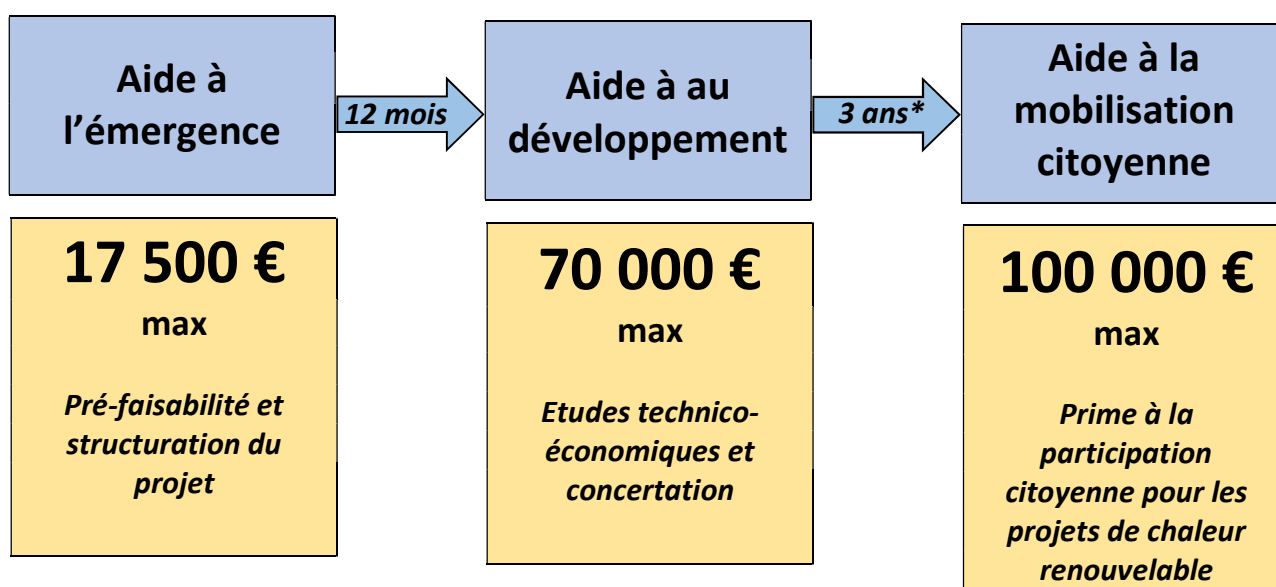 Aide à
l'émergence
12 mois
Aide à au
développement
3 ans*
Aide à la
mobilisation
citoyenne
17 500 €
max
Pré-faisabilité et
structuration du
projet
70 000 €
max
Etudes technico-
économiques et
concertation
100 000 €
max
Prime à la
participation
citoyenne pour les
projets de chaleur
renouvelable